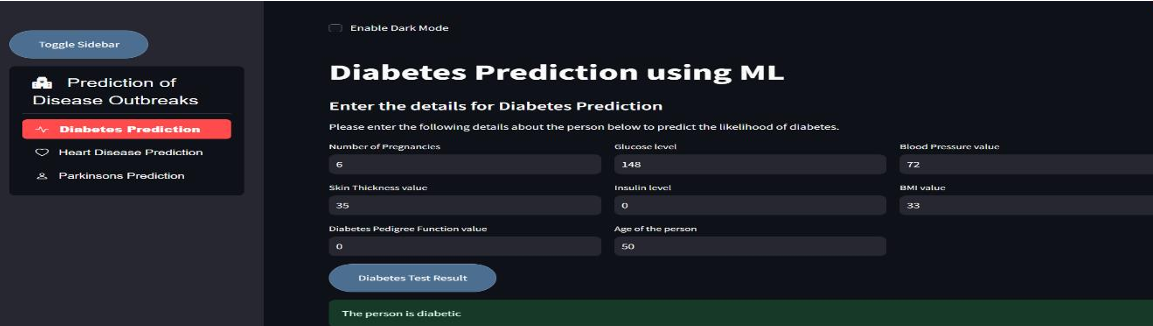 Toggle Sidebar
Prediction of
Disease Outbreaks
Diabetes Prediction
Heart Disease Prediction
Parkinsons Prediction
Enable Dark Mode
Diabetes Prediction using ML
Enter the details for Diabetes Prediction
Please enter the following details about the person below to predict the likelihood of diabetes.
Number of Pregnancies Glucose level Blood Pressure value
6 148 72
Skin Thickness value Insulin level BMI value
35 0 33
Diabetes Pedigree Function value Age of the person
0 50
Diabetes Test Result
The person is diabetic